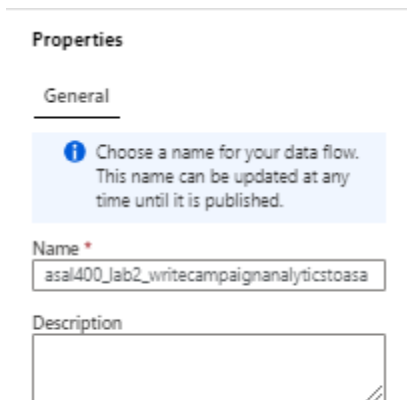 Properties
General
Choose a name for your data flow.
This name can be updated at any
time until it is published.
Name *
asal400_lab2_writecampaignanalyticstoasa
Description